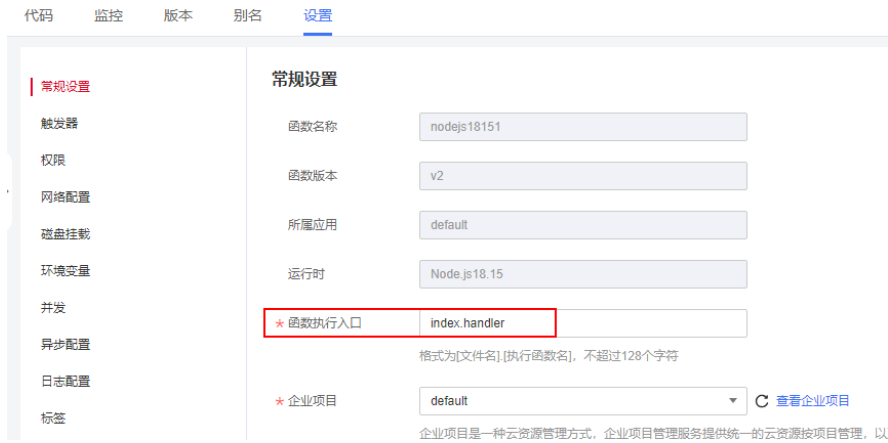 代码 监控 版本 别名 设置
常规设置
触发器
权限
网络配置
磁盘挂载
环境变量
并发
异步配置
日志配置
标签
常规设置
函数名称 nodejs18151
函数版本 v2
所属应用 default
运行时 Node.js18.15
* 函数执行入口 index.handler
格式为[文件名].[执行函数名]，不超过128个字符
* 企业项目 default 查看企业项目
企业项目是一种云资源管理方式，企业项目管理服务提供统一的云资源按项目管理，以